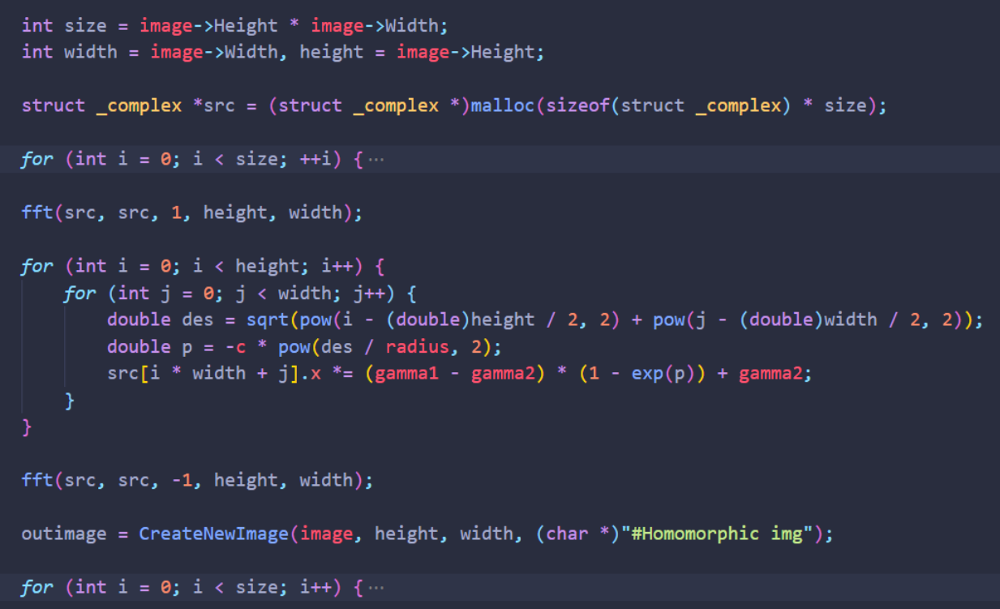 int size = image->Height * image->Width;
int width = image->Width, height = image->Height;
struct _complex *src = (struct _complex *)malloc(sizeof(struct _complex) * size);
for (int i = 0; i < size; ++i) { ···
fft(src, src, 1, height, width);
for (int i = 0; i < height; i++) {
    for (int j = 0; j < width; j++) {
        double des = sqrt(pow(i - (double)height / 2, 2) + pow(j - (double)width / 2, 2));
        double p = -c * pow(des / radius, 2);
        src[i * width + j].x *= (gamma1 - gamma2) * (1 - exp(p)) + gamma2;
    }
}
fft(src, src, -1, height, width);
outimage = CreateNewImage(image, height, width, (char *)"#Homomorphic img");
for (int i = 0; i < size; i++) { ···